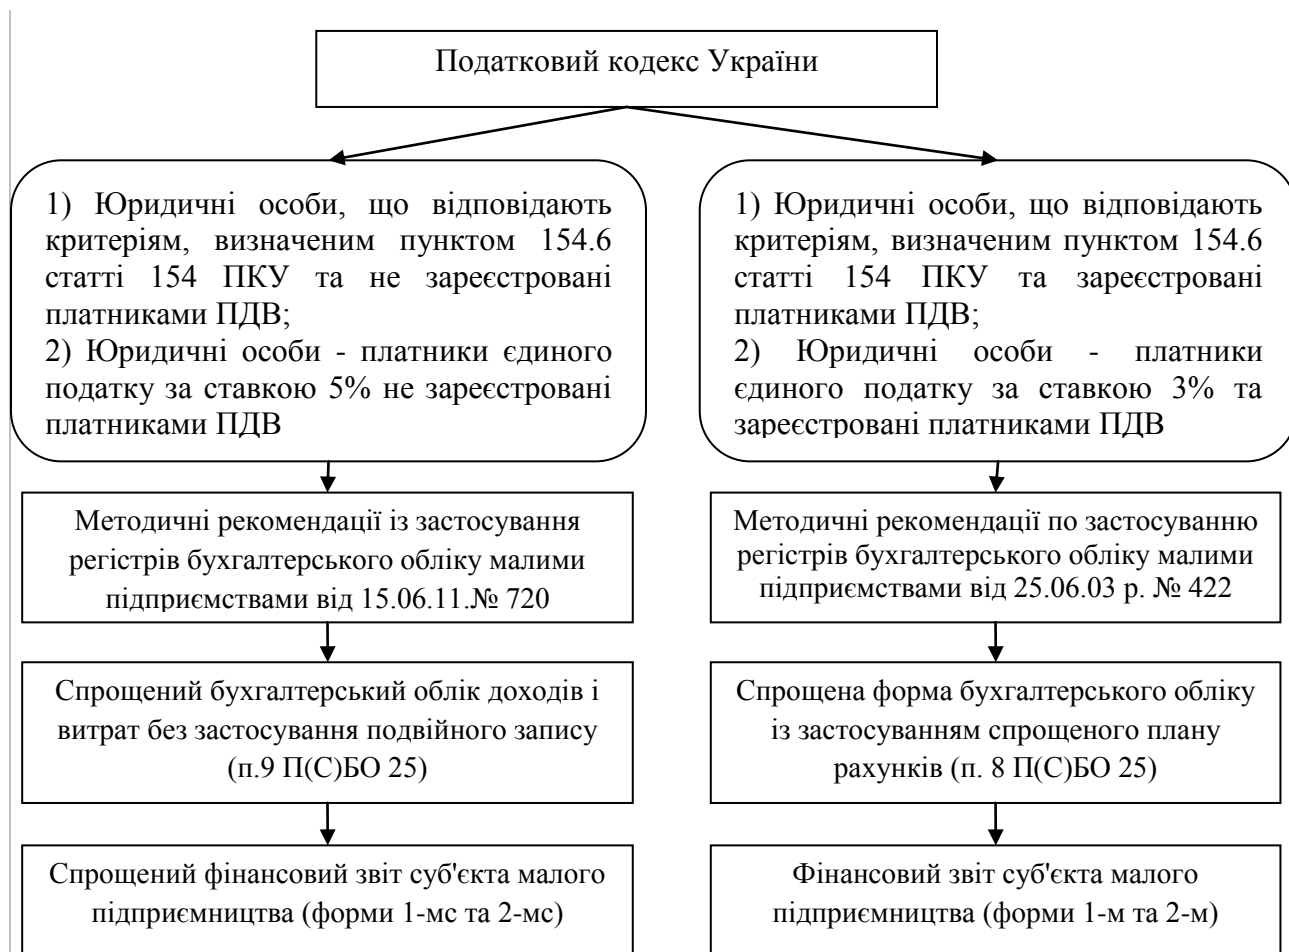 Податковий кодекс України
1) Юридичні особи, що відповідають
критеріям, визначеним пунктом 154.6
статті 154 ПКУ та не зареєстровані
платниками ПДВ;
2) Юридичні особи - платники єдиного
податку за ставкою 5% не зареєстровані
платниками ПДВ
Методичні рекомендації із застосування
регістрів бухгалтерського обліку малими
підприємствами від 15.06.11.№ 720
Спрощений бухгалтерський облік доходів і
витрат без застосування подвійного запису
(п.9 П(С)БО 25)
Спрощений фінансовий звіт суб'єкта малого
підприємництва (форми 1-мс та 2-мс)
1) Юридичні особи, що відповідають
критеріям, визначеним пунктом 154.6
статті 154 ПКУ та зареєстровані
платниками ПДВ;
2) Юридичні особи - платники
єдиного податку за ставкою 3% та
зареєстровані платниками ПДВ
Методичні рекомендації по застосуванню
регістрів бухгалтерського обліку малими
підприємствами від 25.06.03 р. № 422
Спрощена форма бухгалтерського обліку
із застосуванням спрощеного плану
рахунків (п. 8 П(С)БО 25)
Фінансовий звіт суб'єкта малого
підприємництва (форми 1-м та 2-м)